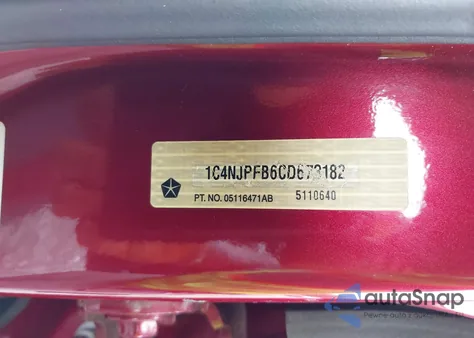 1C4NJPFB6CD673182
PT. NO. 05116471AB 5110640
autoSnap